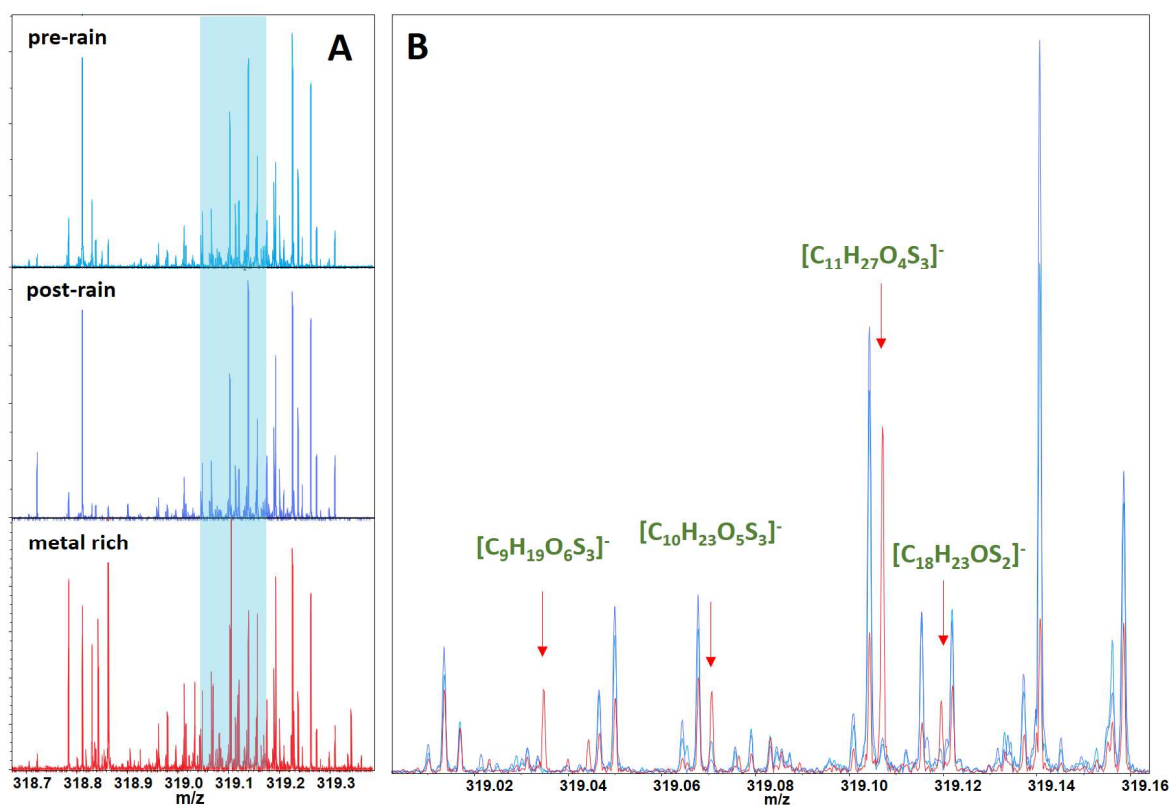 pre-rain
A
post-rain
metal rich
318.7 318.8 318.9 319.0 319.1 319.2 319.3
m/z
B
[C₉H₁₉O₆S₃]⁻
[C₁₀H₂₃O₅S₃]⁻
[C₁₁H₂₇O₄S₃]⁻
[C₁₈H₂₃OS₂]⁻
319.02 319.04 319.06 319.08 319.10 319.12 319.14 319.16
m/z